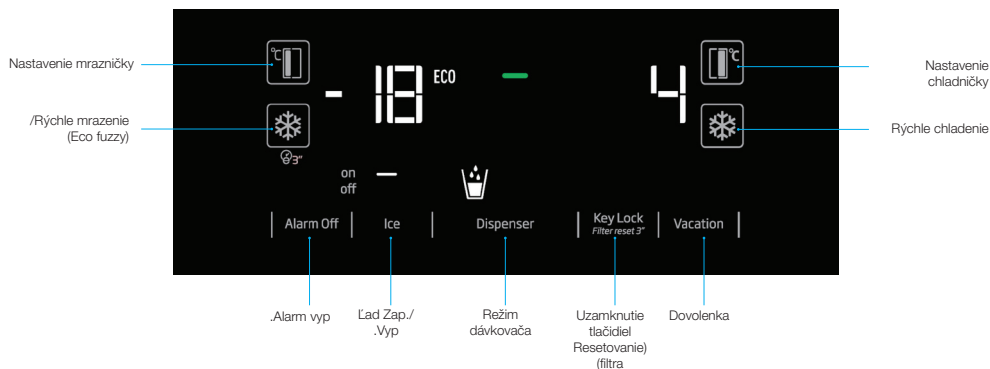 Nastavenie mrazničky
/Rýchle mrazenie
(Eco fuzzy)
°C
- 18 ECO
4
°C
3"
on
off
Alarm Off
Ice
Dispenser
Key Lock
Filter reset 3"
Vacation
Nastavenie
chladničky
Rýchle chladenie
.Alarm vyp
Ľad Zap./
.Vyp
Režim
dávkovača
Uzamknutie
tlačidiel
Resetovanie)
(filtra
Dovolenka